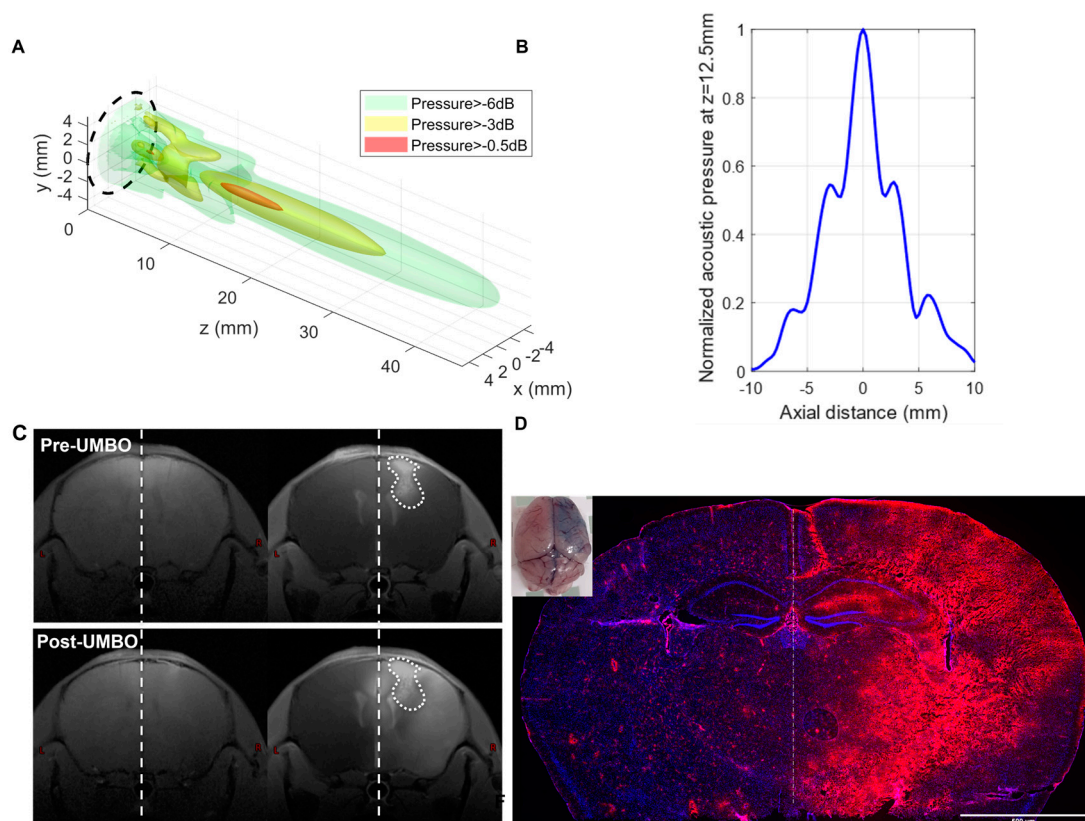 A
B
Pressure>-6dB
Pressure>-3dB
Pressure>-0.5dB
4
2
0
-2
-4
y (mm)
0
10
20
30
40
z (mm)
-4
-2
0
2
4
x (mm)
Normalized acoustic pressure at z=12.5mm
1
0.8
0.6
0.4
0.2
0
-10
-5
0
5
10
Axial distance (mm)
C
Pre-UMBO
L
R
L
R
Post-UMBO
L
R
L
R
F
D